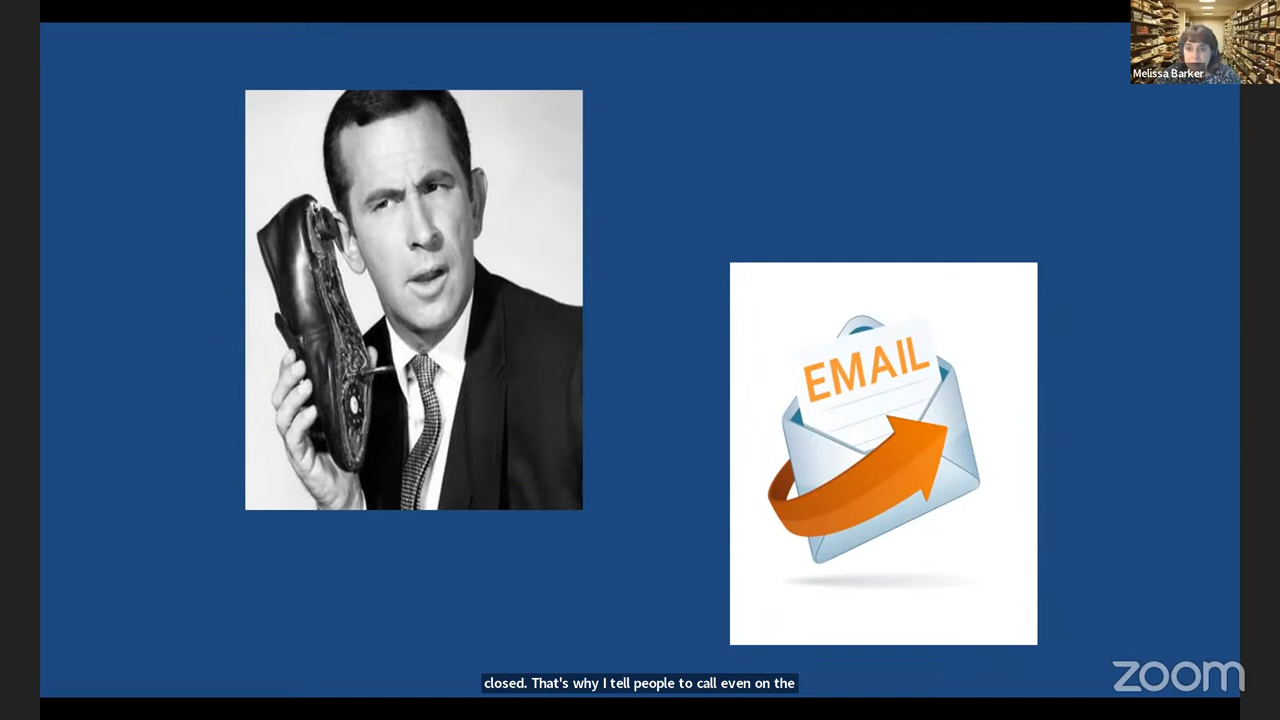 Melissa Barker
EMAIL
closed. That's why I tell people to call even on the
zoom